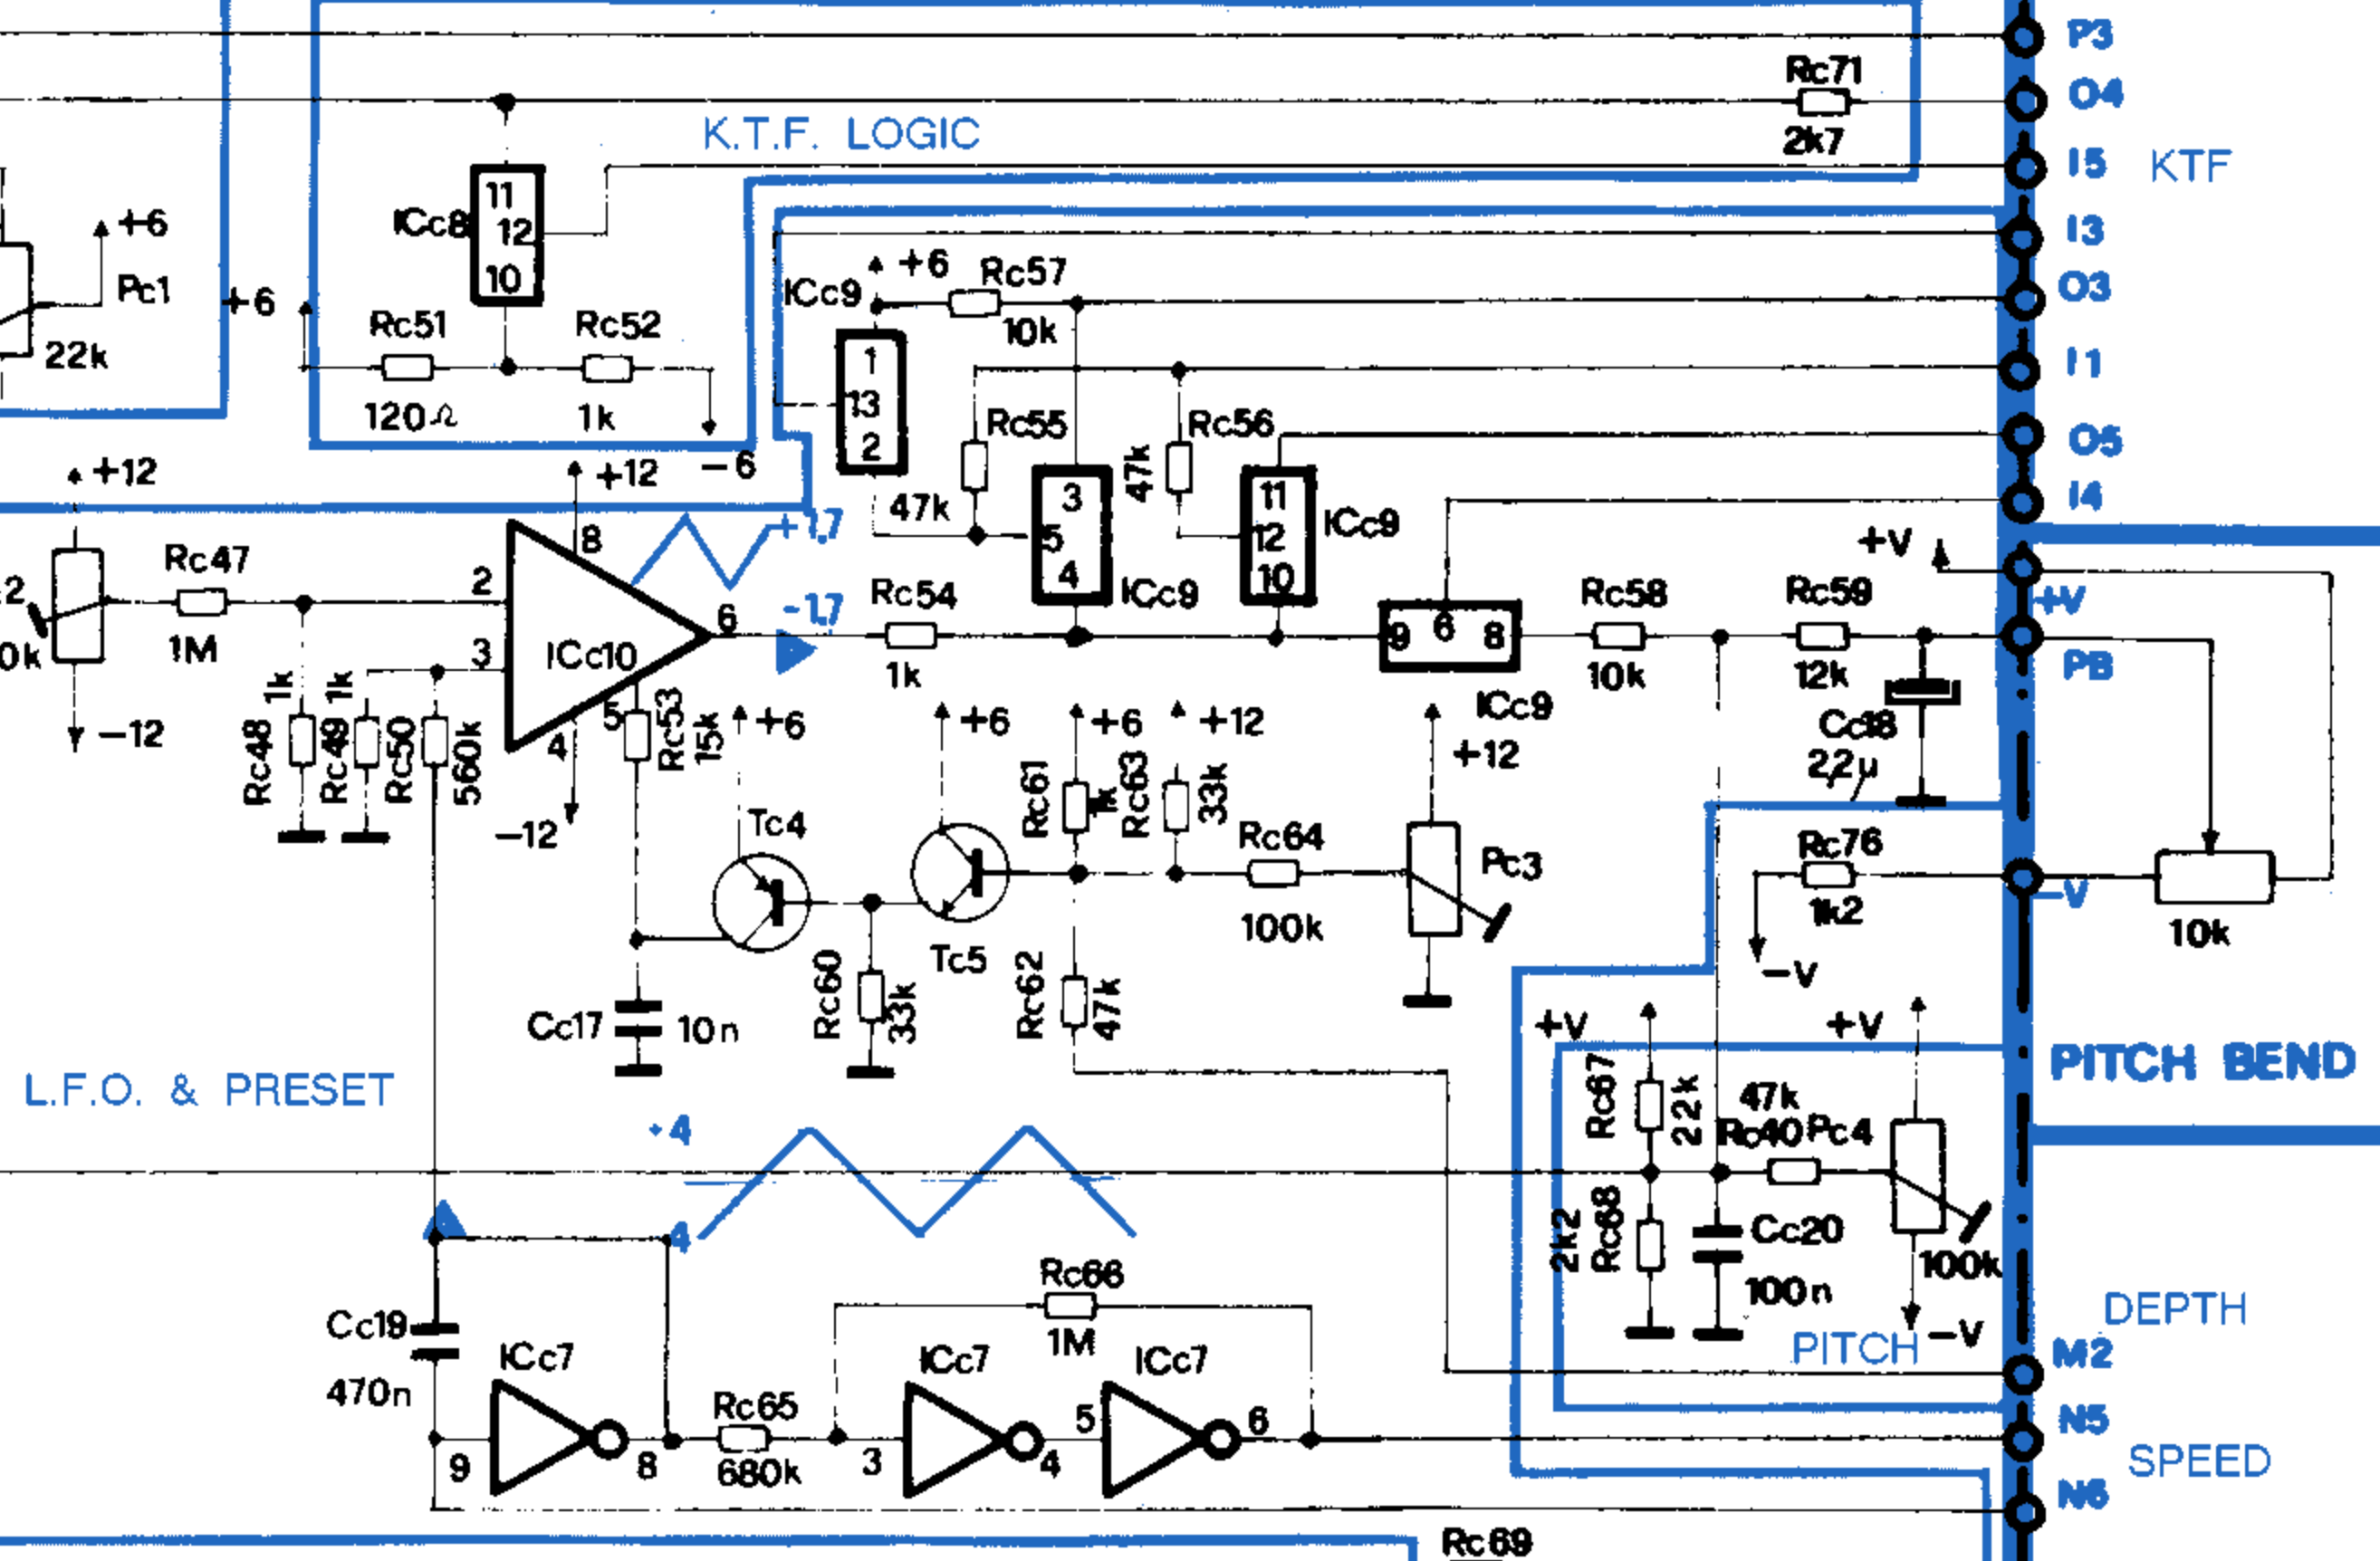 P3
Rc71
O4
2k7
K.T.F. LOGIC
I5
KTF
11
ICc8
12
10
I3
+6
Pc1
+6
22k
Rc51
120Ω
Rc52
1k
-6
ICc9
+6
Rc57
10k
O3
1
13
2
I1
Rc55
47k
Rc56
47k
O5
I4
3
5
4
ICc9
11
12
10
ICc9
+12
Rc47
1M
2
0k
-12
+12
8
2
3
ICc10
6
5
4
-12
+1,7
-1,7
Rc54
1k
9
6
8
ICc9
Rc58
10k
Rc59
12k
+V
+V
PB
Cc18
22µ
Rc48
1k
Rc49
1k
Rc50
560k
Rc53
15k
+6
Tc4
+6
Tc5
+6
Rc61
1k
+12
Rc63
33k
Rc64
100k
+12
Pc3
Rc76
1k2
-V
-V
10k
Cc17
10n
Rc60
33k
Rc62
47k
L.F.O. & PRESET
PITCH BEND
+V
Rc67
22k
+V
47k
Rc40
Pc4
100k
-V
2k2
Rc68
Cc20
100n
PITCH
DEPTH
M2
N5
SPEED
N6
4
4
Cc19
470n
ICc7
9
8
Rc65
680k
Rc66
1M
ICc7
3
4
ICc7
5
6
Rc69